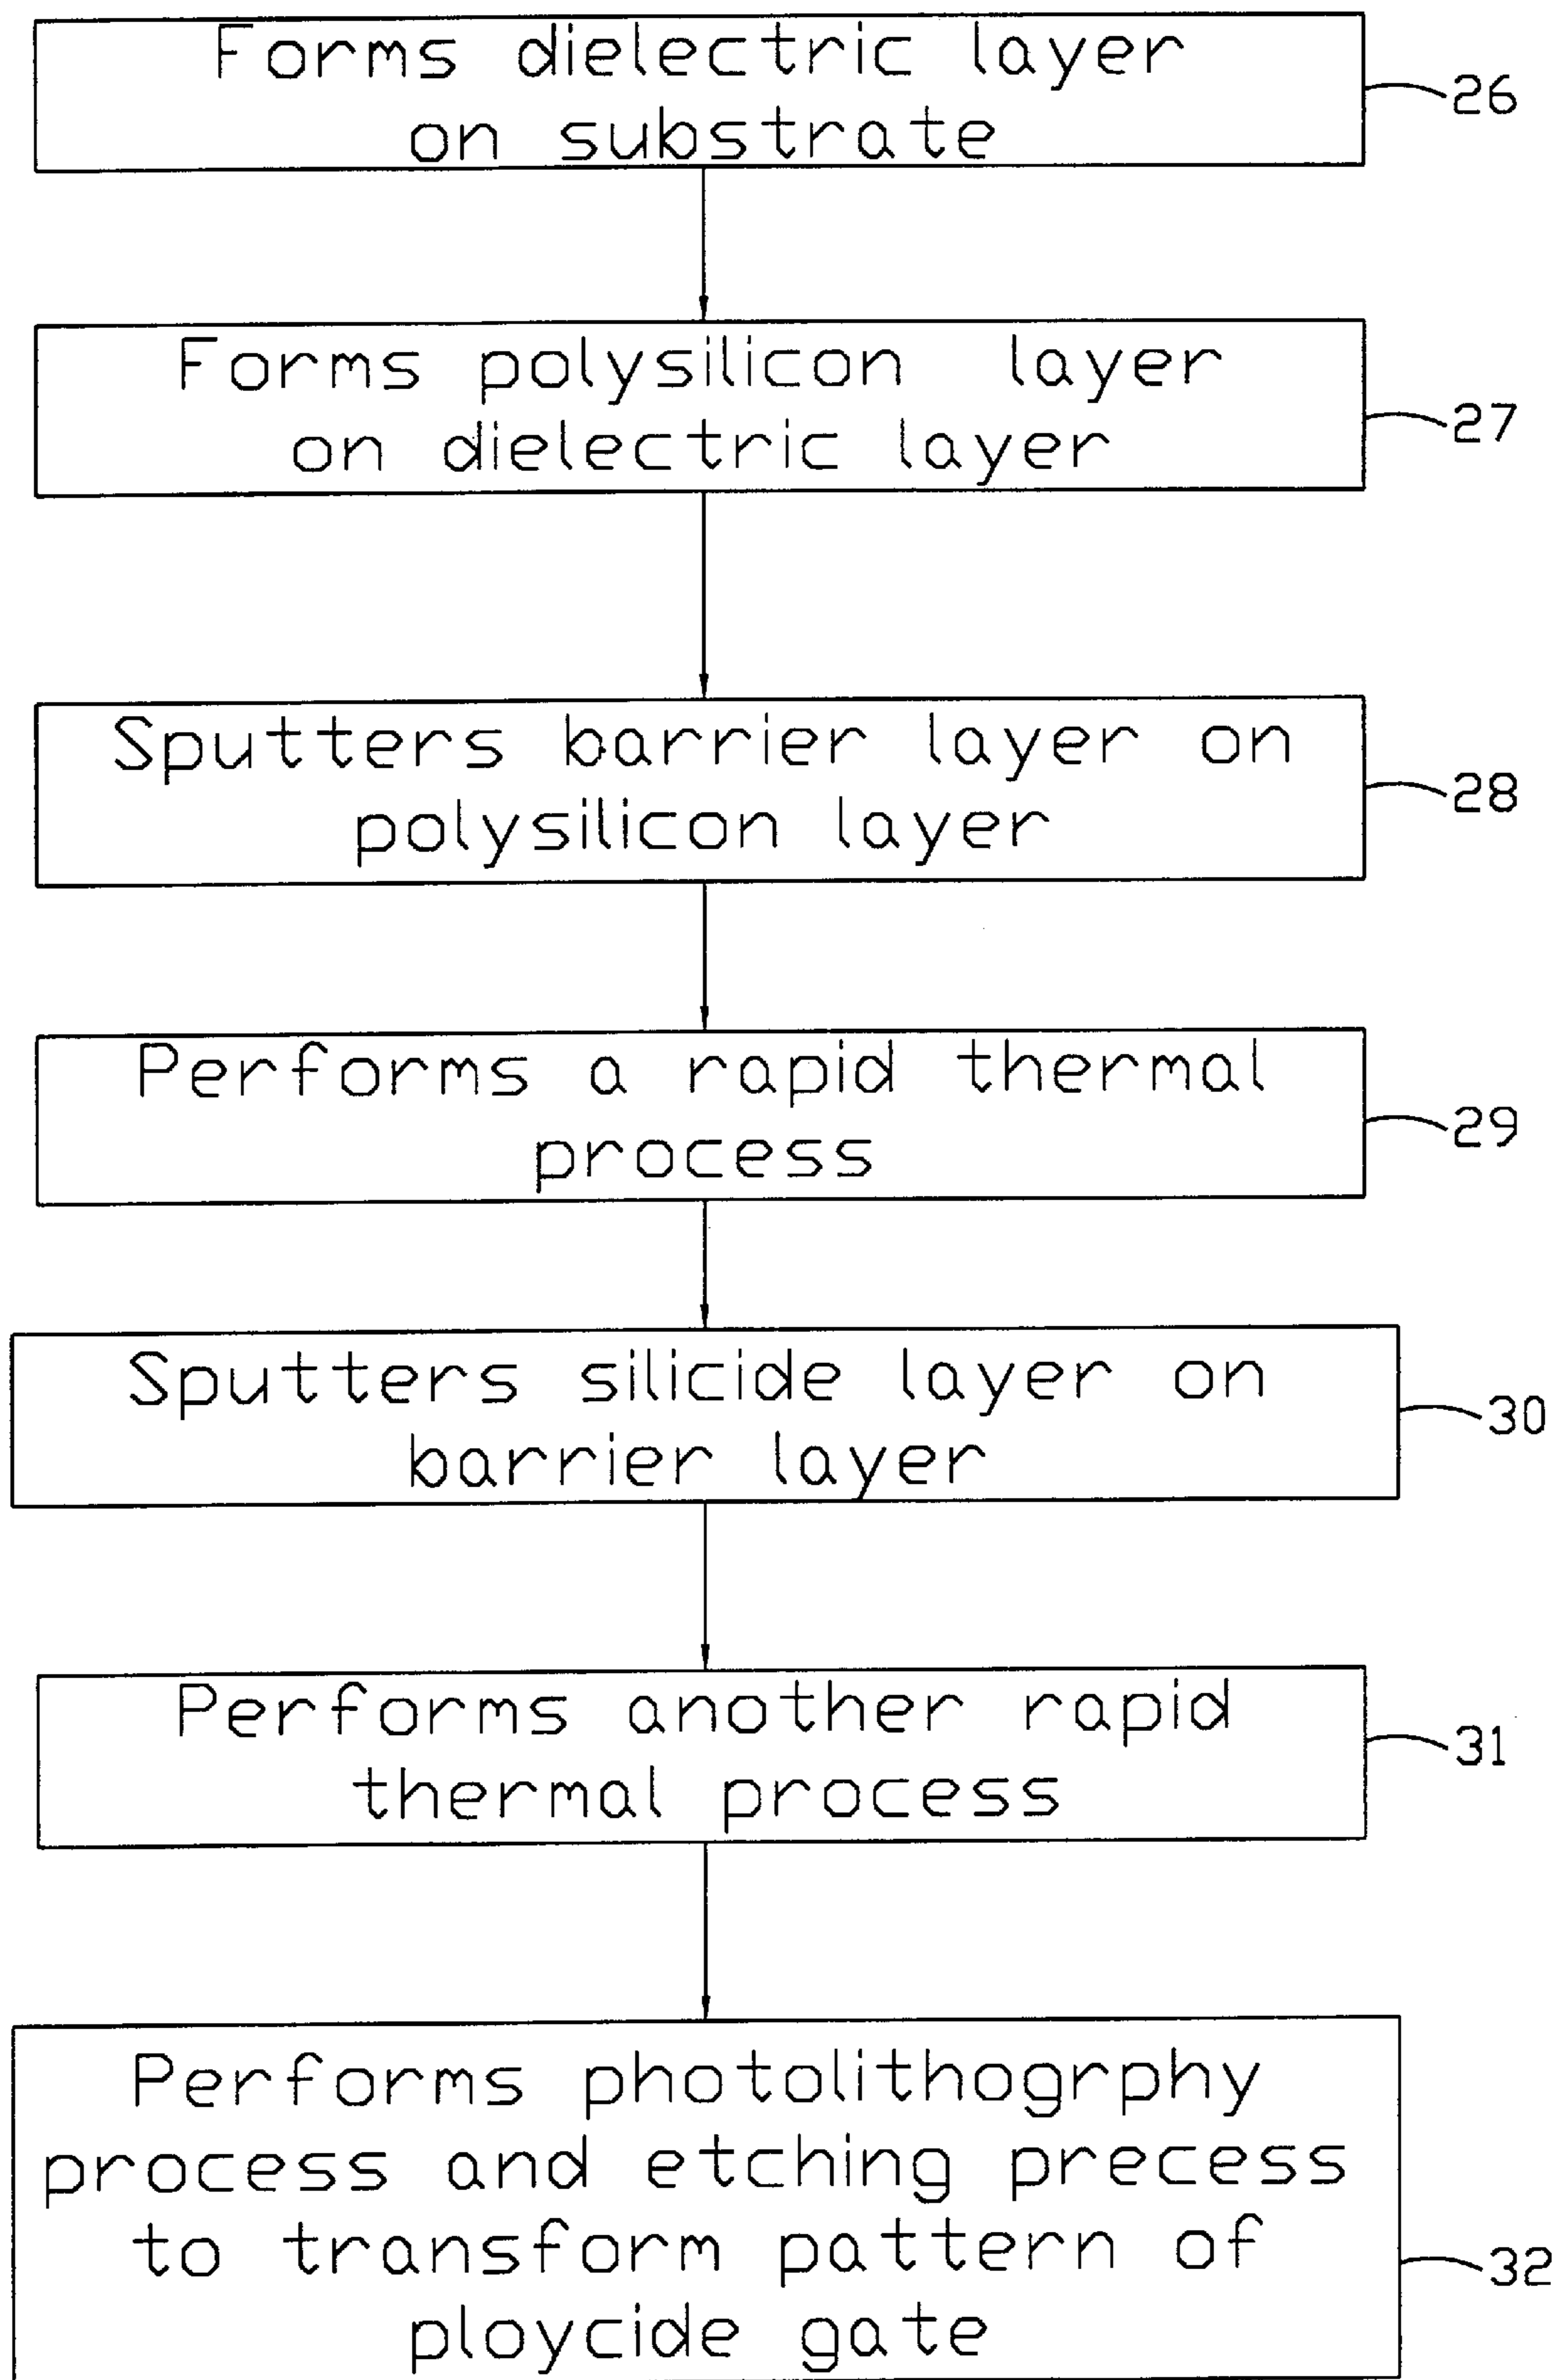 Forms dielectric layer
on substrate
26
Forms polysilicon layer
on dielectric layer
27
Sputters barrier layer on
polysilicon layer
28
Performs a rapid thermal
process
29
Sputters silicide layer on
barrier layer
30
Performs another rapid
thermal process
31
Performs photolithogrphy
process and etching precess
to transform pattern of
ploycide gate
32